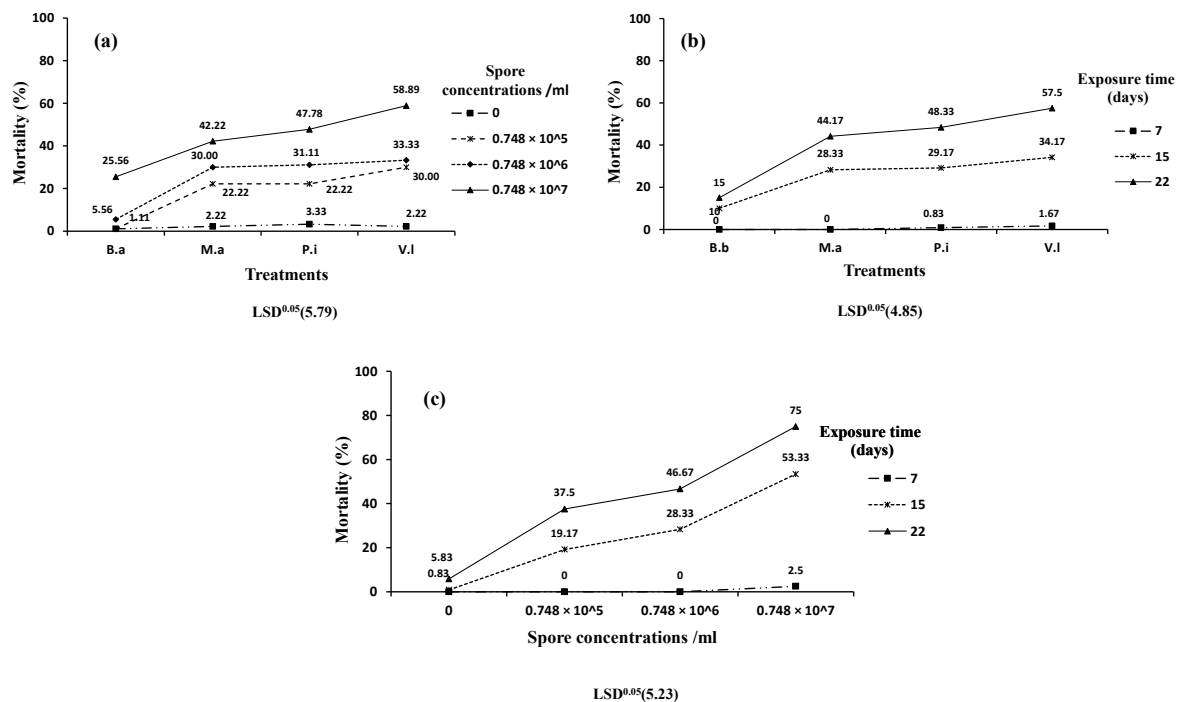 (a)
Mortality (%)
100
80
60
40
20
0
25.56
42.22
47.78
58.89
5.56
30.00
31.11
33.33
1.11
22.22
22.22
30.00
2.22
3.33
2.22
B.a
M.a
P.i
V.l
Treatments
LSD0.05(5.79)
Spore
concentrations /ml
0
0.748 × 10^5
0.748 × 10^6
0.748 × 10^7
(b)
Mortality (%)
100
80
60
40
20
0
15
44.17
48.33
57.5
10
28.33
29.17
34.17
0
0
0.83
1.67
B.b
M.a
P.i
V.l
Treatments
LSD0.05(4.85)
Exposure time
(days)
7
15
22
(c)
Mortality (%)
100
80
60
40
20
0
5.83
37.5
46.67
75
0.83
19.17
28.33
53.33
0
0
2.5
0
0.748 × 10^5
0.748 × 10^6
0.748 × 10^7
Spore concentrations /ml
LSD0.05(5.23)
Exposure time
(days)
7
15
22